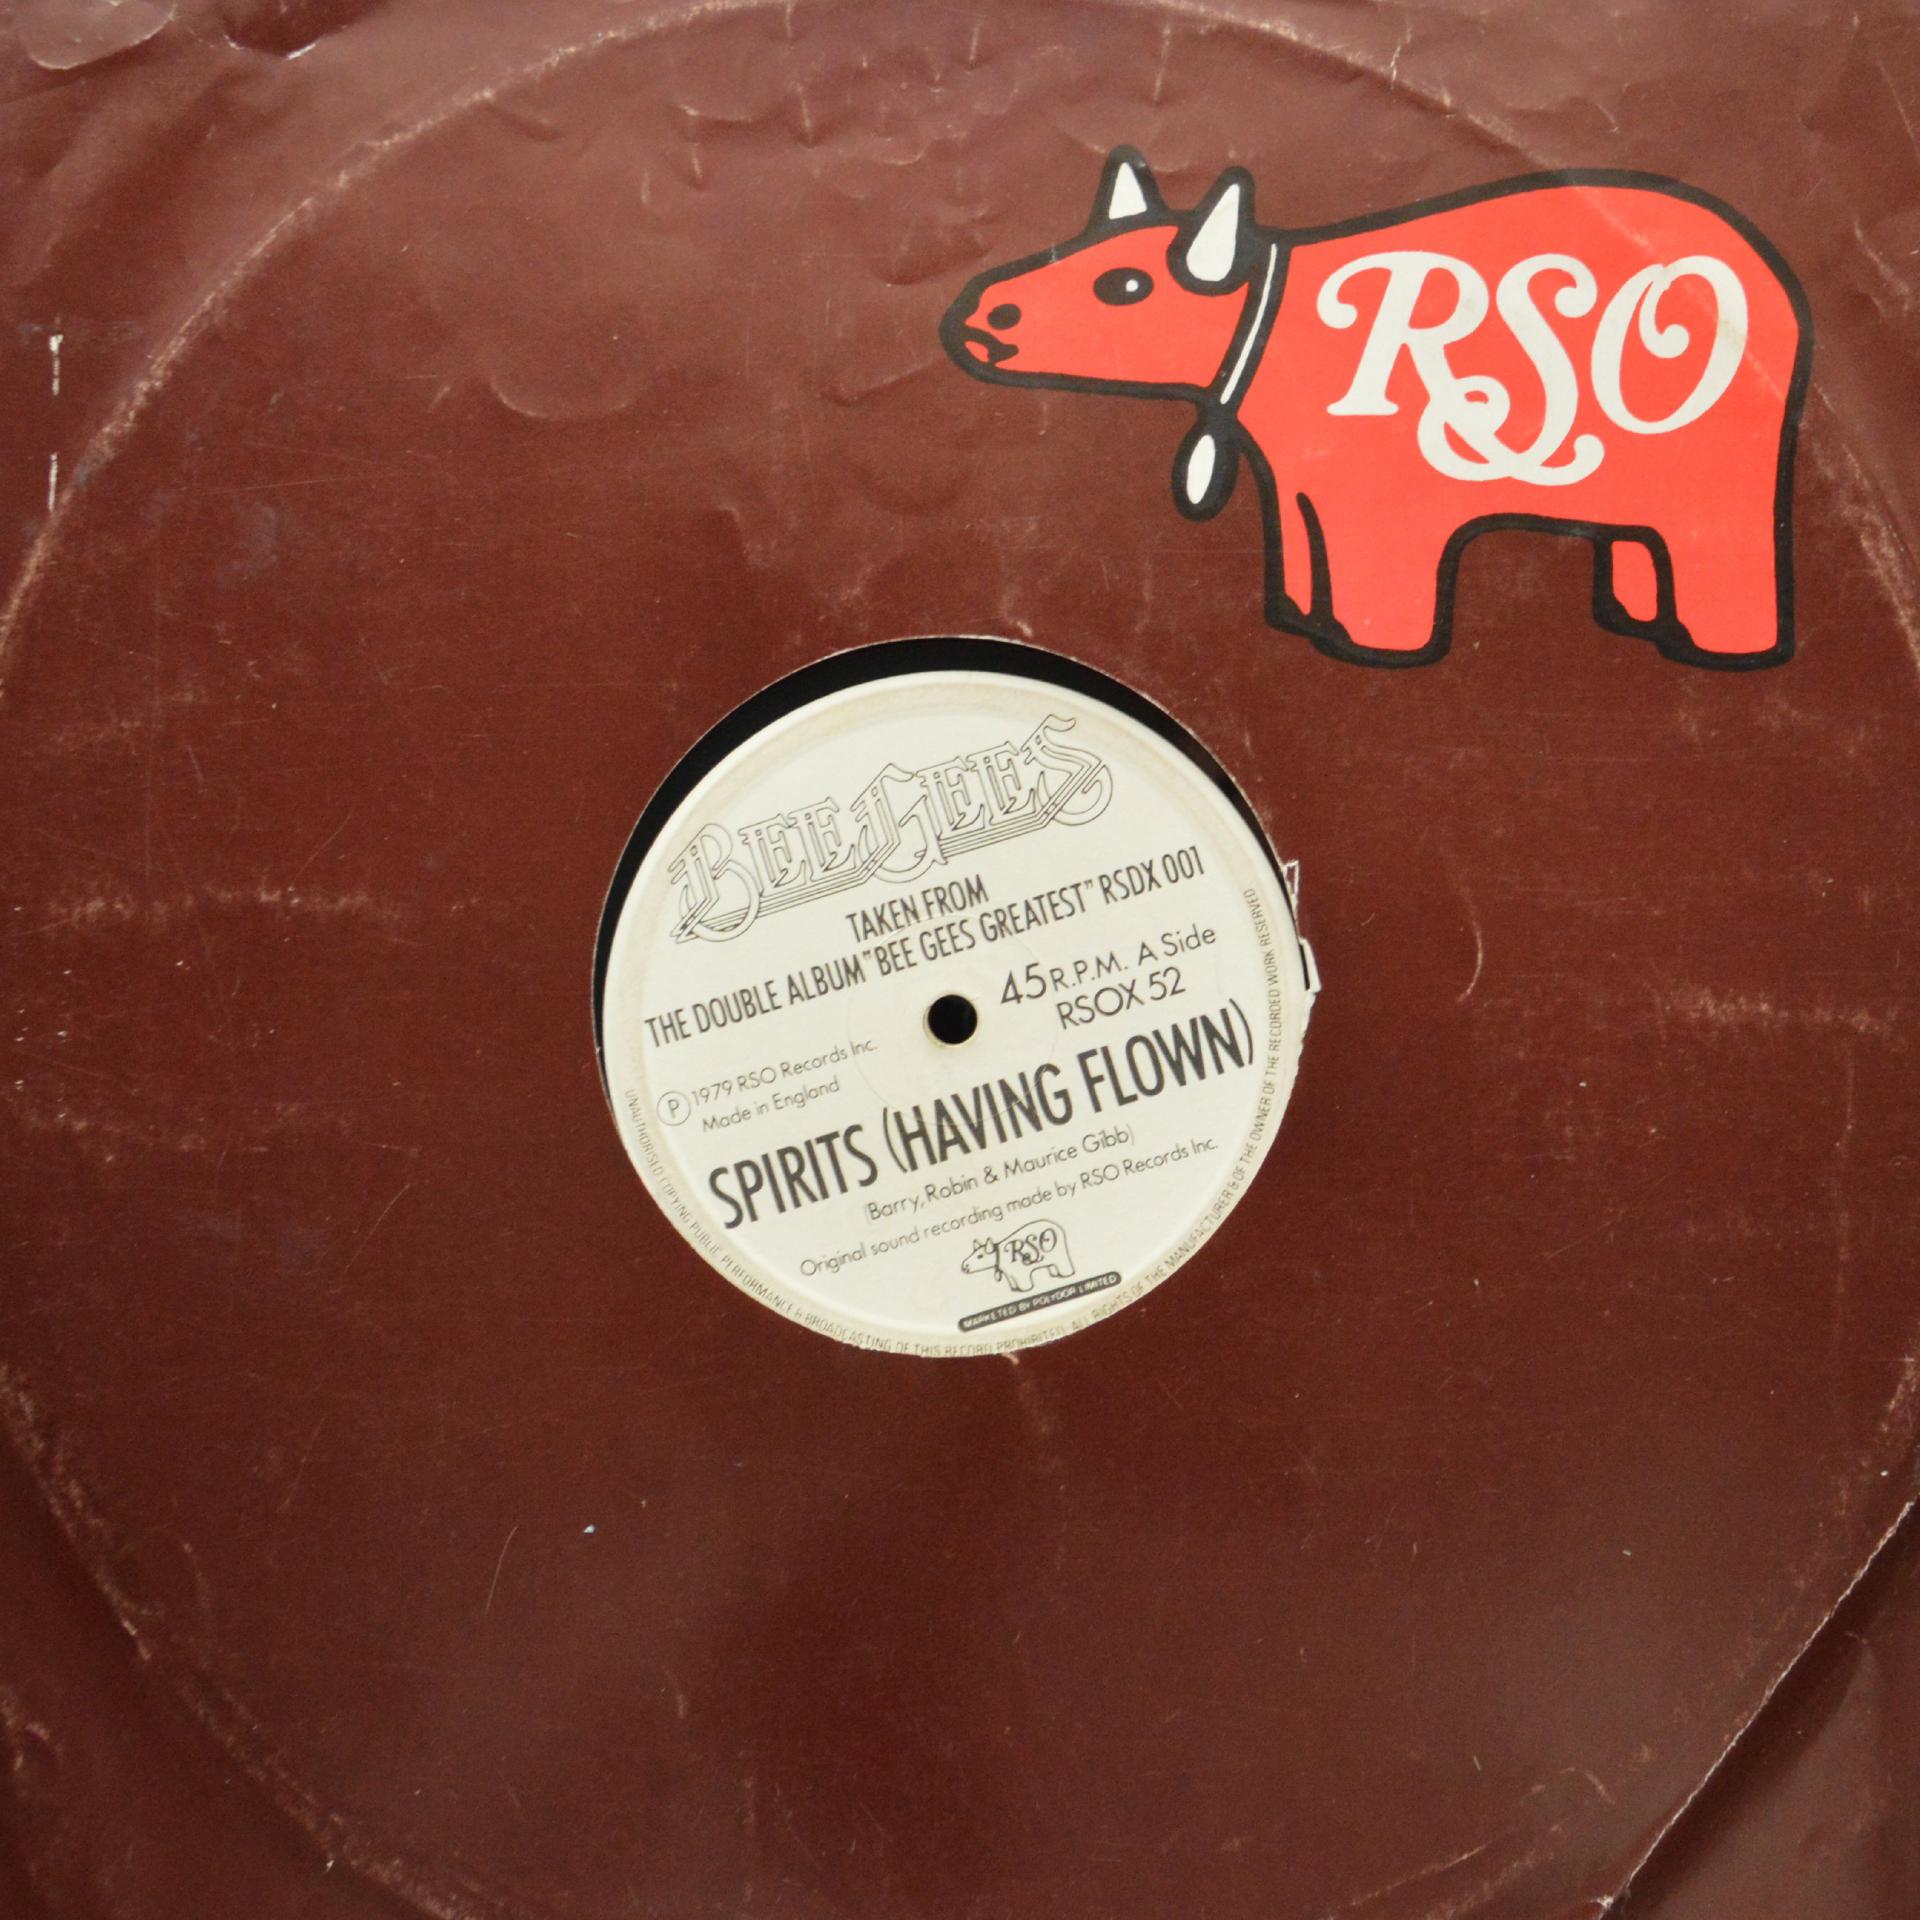 RSO
BEE GEES
TAKEN FROM
THE DOUBLE ALBUM "BEE GEES GREATEST" RSDX 001
45 R.P.M. A Side
RSOX 52
Ⓟ 1979 RSO Records Inc.
Made in England
SPIRITS (HAVING FLOWN)
(Barry, Robin & Maurice Gibb)
Original sound recording made by RSO Records Inc.
RSO
MARKETED BY POLYDOR LIMITED
UNAUTHORISED COPYING PUBLIC PERFORMANCE & BROADCASTING OF THIS RECORD PROHIBITED. ALL RIGHTS OF THE MANUFACTURER & OF THE OWNER OF THE RECORDED WORK RESERVED